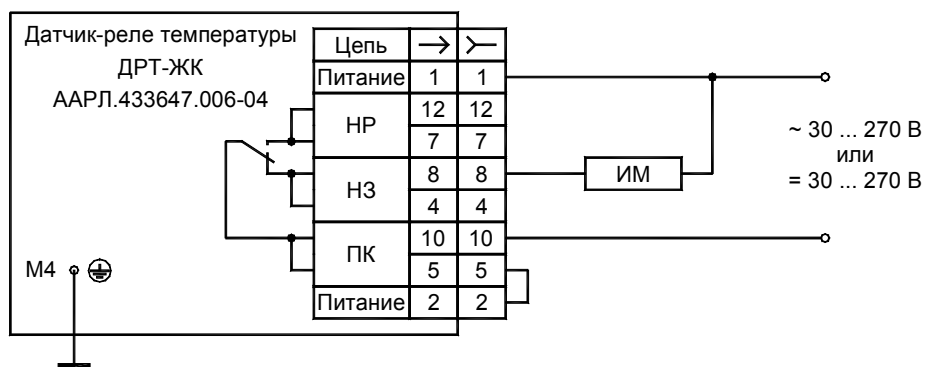 Датчик-реле температуры
ДРТ-ЖК
ААРЛ.433647.006-04
Цепь
Питание 1 1
НР 12 12
7 7
НЗ 8 8
4 4
ПК 10 10
5 5
Питание 2 2
ИМ
~ 30 ... 270 В
или
= 30 ... 270 В
М4